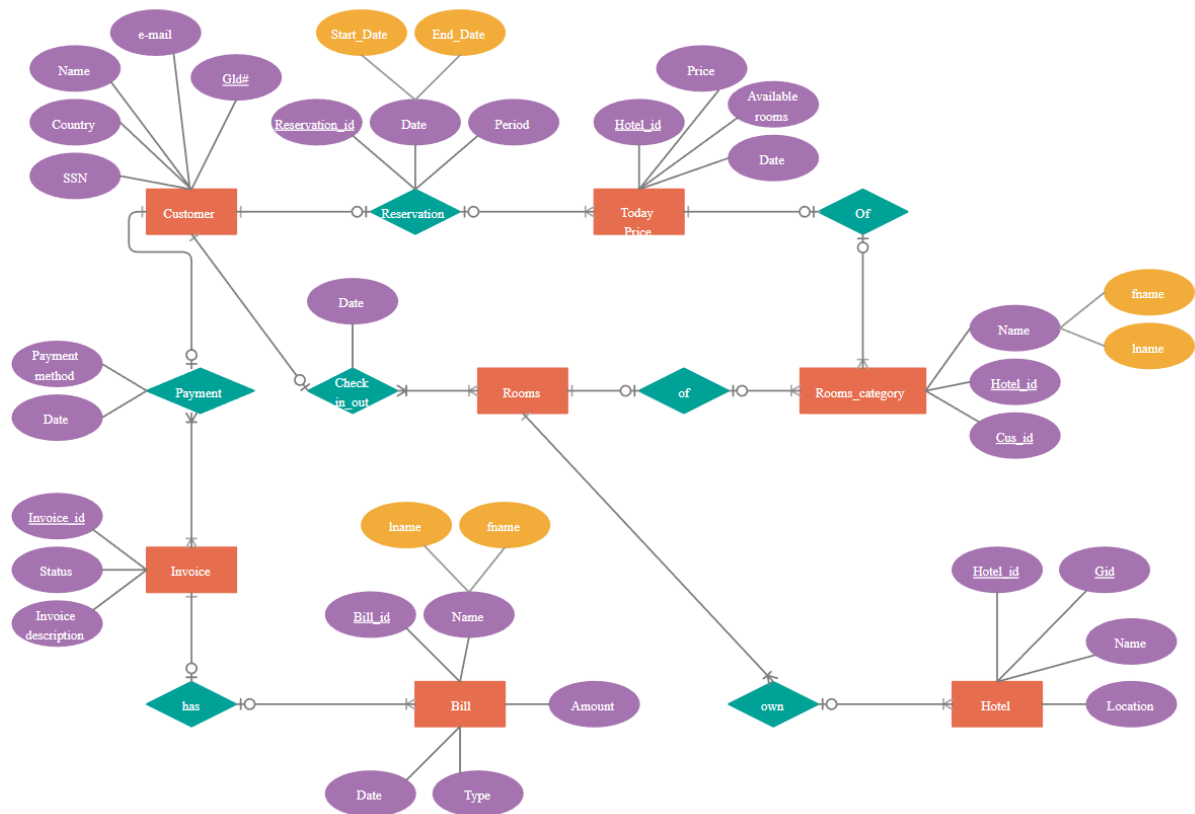 e-mail
Start_Date
End_Date
Name
Gld#
Price
Available
rooms
Country
Reservation_id
Date
Period
Hotel_id
Date
SSN
Customer
Reservation
Today
Price
Of
Date
fname
Name
lname
Payment
method
Hotel_id
Payment
Check
in_out
Rooms
of
Rooms_category
Date
Cus_id
Invoice_id
lname
fname
Status
Invoice
Hotel_id
Gid
Invoice
description
Bill_id
Name
Name
has
Bill
Amount
own
Hotel
Location
Date
Type